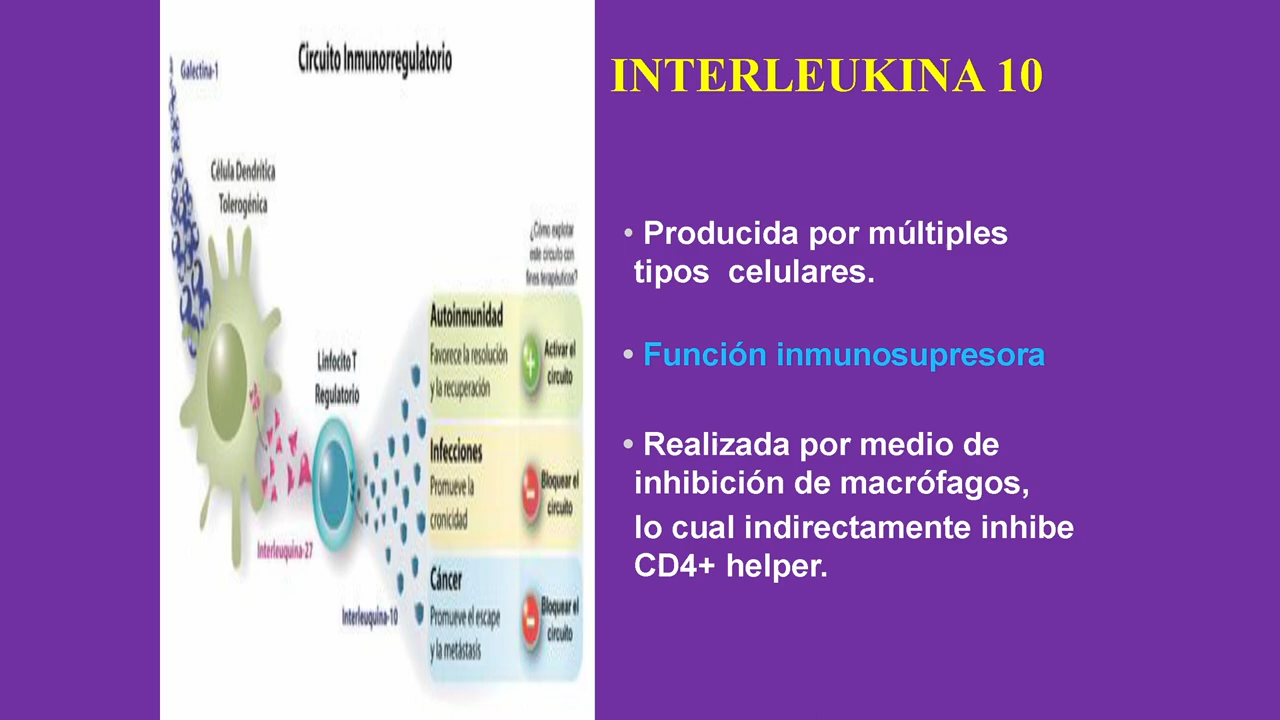 Circuito Inmunorregulatorio
Galectina-1
Célula Dendrítica
Tolerogénica
¿Cómo explotar
este circuito con
fines terapéuticos?
Linfocito T
Regulatorio
Interleuquina-27
Interleuquina-10
Autoinmunidad
Favorece la resolución
y la recuperación
Activar el
circuito
Infecciones
Promueve la
cronicidad
Bloquear el
circuito
Cáncer
Promueve el escape
y la metástasis
Bloquear el
circuito
INTERLEUKINA 10
• Producida por múltiples
tipos celulares.
• Función inmunosupresora
• Realizada por medio de
inhibición de macrófagos,
lo cual indirectamente inhibe
CD4+ helper.